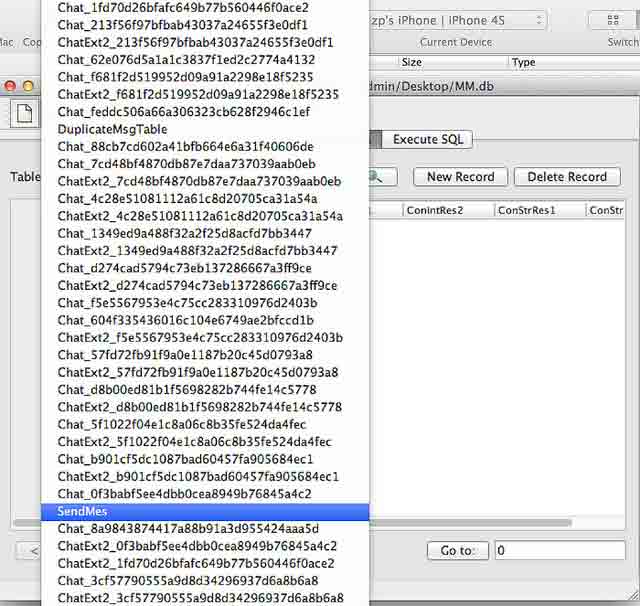 Chat_1fd70d26bfafc649b77b560446f0ace2
Chat_213f56f97bfbab43037a24655f3e0df1
ChatExt2_213f56f97bfbab43037a24655f3e0df1
Chat_62e076d5a1a1c3837f1ed2c2774a4132
Chat_f681f2d519952d09a91a2298e18f5235
ChatExt2_f681f2d519952d09a91a2298e18f5235
Chat_feddc506a66a306323cb628f2946c1ef
DuplicateMsgTable
Chat_88cb7cd602a41bfb664e6a31f40606de
Chat_7cd48bf4870db87e7daa737039aab0eb
ChatExt2_7cd48bf4870db87e7daa737039aab0eb
Chat_4c28e51081112a61c8d20705ca31a54a
ChatExt2_4c28e51081112a61c8d20705ca31a54a
Chat_1349ed9a488f32a2f25d8acfd7bb3447
ChatExt2_1349ed9a488f32a2f25d8acfd7bb3447
Chat_d274cad5794c73eb137286667a3ff9ce
ChatExt2_d274cad5794c73eb137286667a3ff9ce
Chat_f5e5567953e4c75cc283310976d2403b
Chat_604f335436016c104e6749ae2bfccd1b
ChatExt2_f5e5567953e4c75cc283310976d2403b
Chat_57fd72fb91f9a0e1187b20c45d0793a8
ChatExt2_57fd72fb91f9a0e1187b20c45d0793a8
Chat_d8b00ed81b1f5698282b744fe14c5778
ChatExt2_d8b00ed81b1f5698282b744fe14c5778
Chat_5f1022f04e1c8a06c8b35fe524da4fec
ChatExt2_5f1022f04e1c8a06c8b35fe524da4fec
Chat_b901cf5dc1087bad60457fa905684ec1
ChatExt2_b901cf5dc1087bad60457fa905684ec1
Chat_0f3babf5ee4dbb0cea8949b76845a4c2
SendMes
Chat_8a9843874417a88b91a3d955424aaa5d
ChatExt2_0f3babf5ee4dbb0cea8949b76845a4c2
ChatExt2_1fd70d26bfafc649b77b560446f0ace2
Chat_3cf57790555a9d8d34296937d6a8b6a8
ChatExt2_3cf57790555a9d8d34296937d6a8b6a8
Mac Cop
zp's iPhone | iPhone 4S
Current Device
Switch
Size Type
dmin/Desktop/MM.db
Execute SQL
Table
New Record Delete Record
ConIntRes2 ConStrRes1 ConStr
< Go to: 0